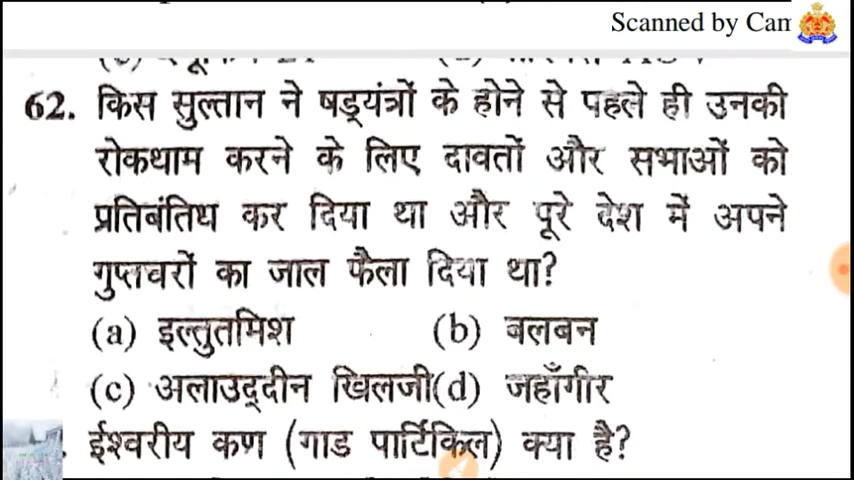 Scanned by Cam
62. किस सुल्तान ने षड्यंत्रों के होने से पहले ही उनकी
रोकथाम करने के लिए दावतों और सभाओं को
प्रतिबंतिध कर दिया था और पूरे देश में अपने
गुप्तचरों का जाल फैला दिया था?
(a) इल्तुतमिश (b) बलबन
(c) अलाउद्दीन खिलजी(d) जहाँगीर
ईश्वरीय कण (गाड पार्टिकिल) क्या है?